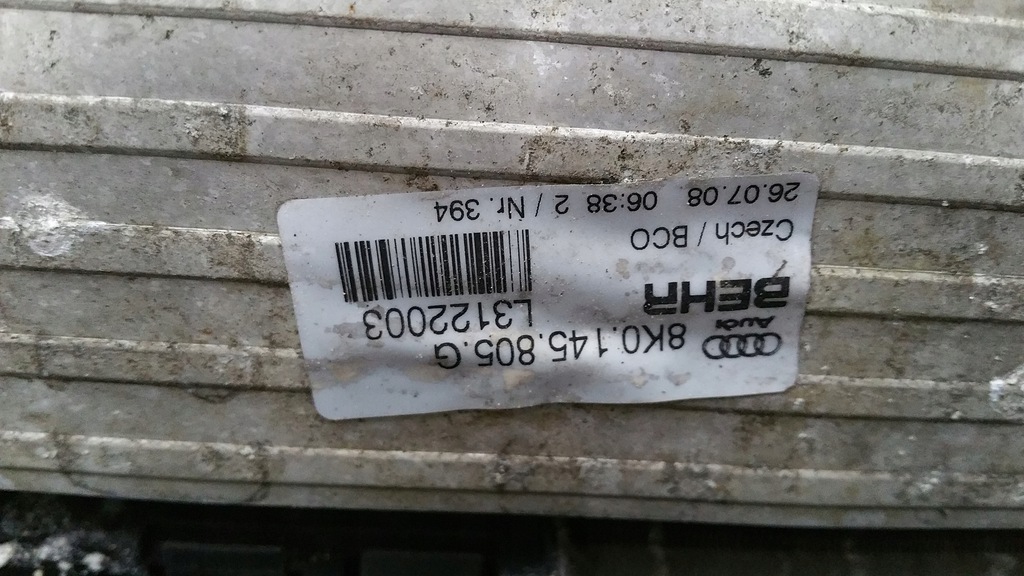 8K0.145.805.G
Audi
L3122003
BEHR
Czech / BCO
26.07.08 06:38 2 / Nr. 394